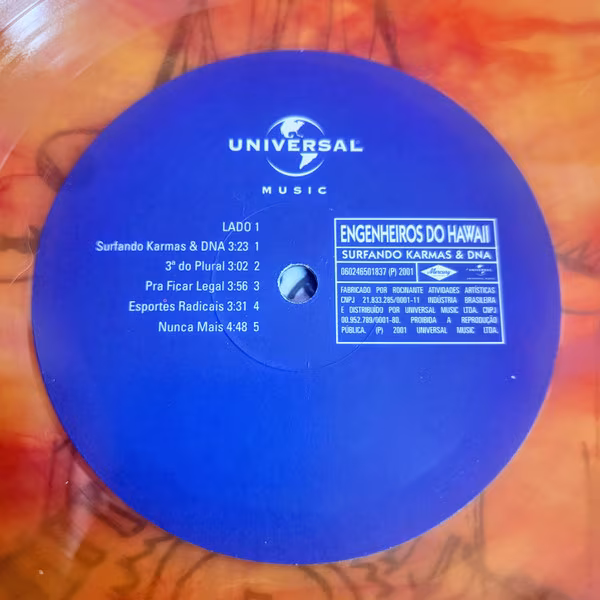 UNIVERSAL
MUSIC
LADO 1
Surfando Karmas & DNA 3:23 1
3ª do Plural 3:02 2
Pra Ficar Legal 3:56 3
Esportes Radicais 3:31 4
Nunca Mais 4:48 5
ENGENHEIROS DO HAWAII
SURFANDO KARMAS & DNA
060246501837 (P) 2001 Mercury UNIVERSAL
FABRICADO POR ROCINANTE ATIVIDADES ARTÍSTICAS
CNPJ 21.833.285/0001-11 INDÚSTRIA BRASILEIRA
E DISTRIBUÍDO POR UNIVERSAL MUSIC LTDA. CNPJ:
00.952.789/0001-80. PROIBIDA A REPRODUÇÃO
PÚBLICA. (P) 2001 UNIVERSAL MUSIC LTDA.